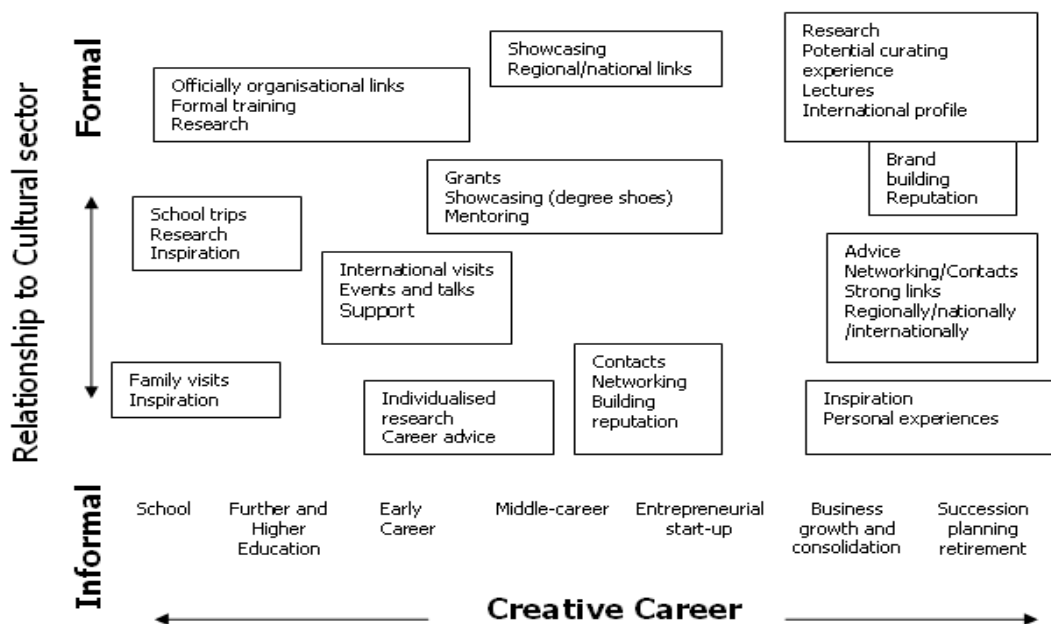 Relationship to Cultural sector
Formal
Informal
Officially organisational links
Formal training
Research
Showcasing
Regional/national links
Research
Potential curating
experience
Lectures
International profile
Brand
building
Reputation
Grants
Showcasing (degree shoes)
Mentoring
School trips
Research
Inspiration
International visits
Events and talks
Support
Advice
Networking/Contacts
Strong links
Regionally/nationally
/internationally
Family visits
Inspiration
Individualised
research
Career advice
Contacts
Networking
Building
reputation
Inspiration
Personal experiences
School
Further and
Higher
Education
Early
Career
Middle-career
Entrepreneurial
start-up
Business
growth and
consolidation
Succession
planning
retirement
Creative Career